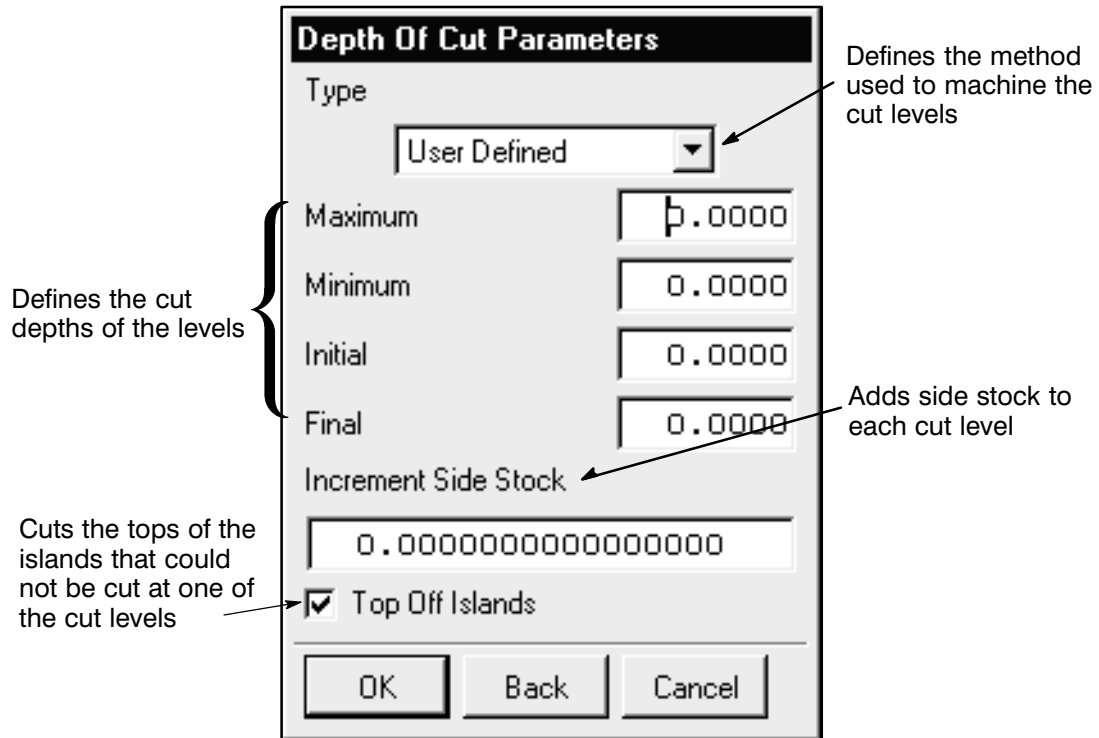 Depth Of Cut Parameters
Type
User Defined
Defines the method
used to machine the
cut levels
Maximum
0.0000
Minimum
0.0000
Initial
0.0000
Final
0.0000
Defines the cut
depths of the levels
Increment Side Stock
Adds side stock to
each cut level
0.0000000000000000
Top Off Islands
Cuts the tops of the
islands that could
not be cut at one of
the cut levels
OK
Back
Cancel